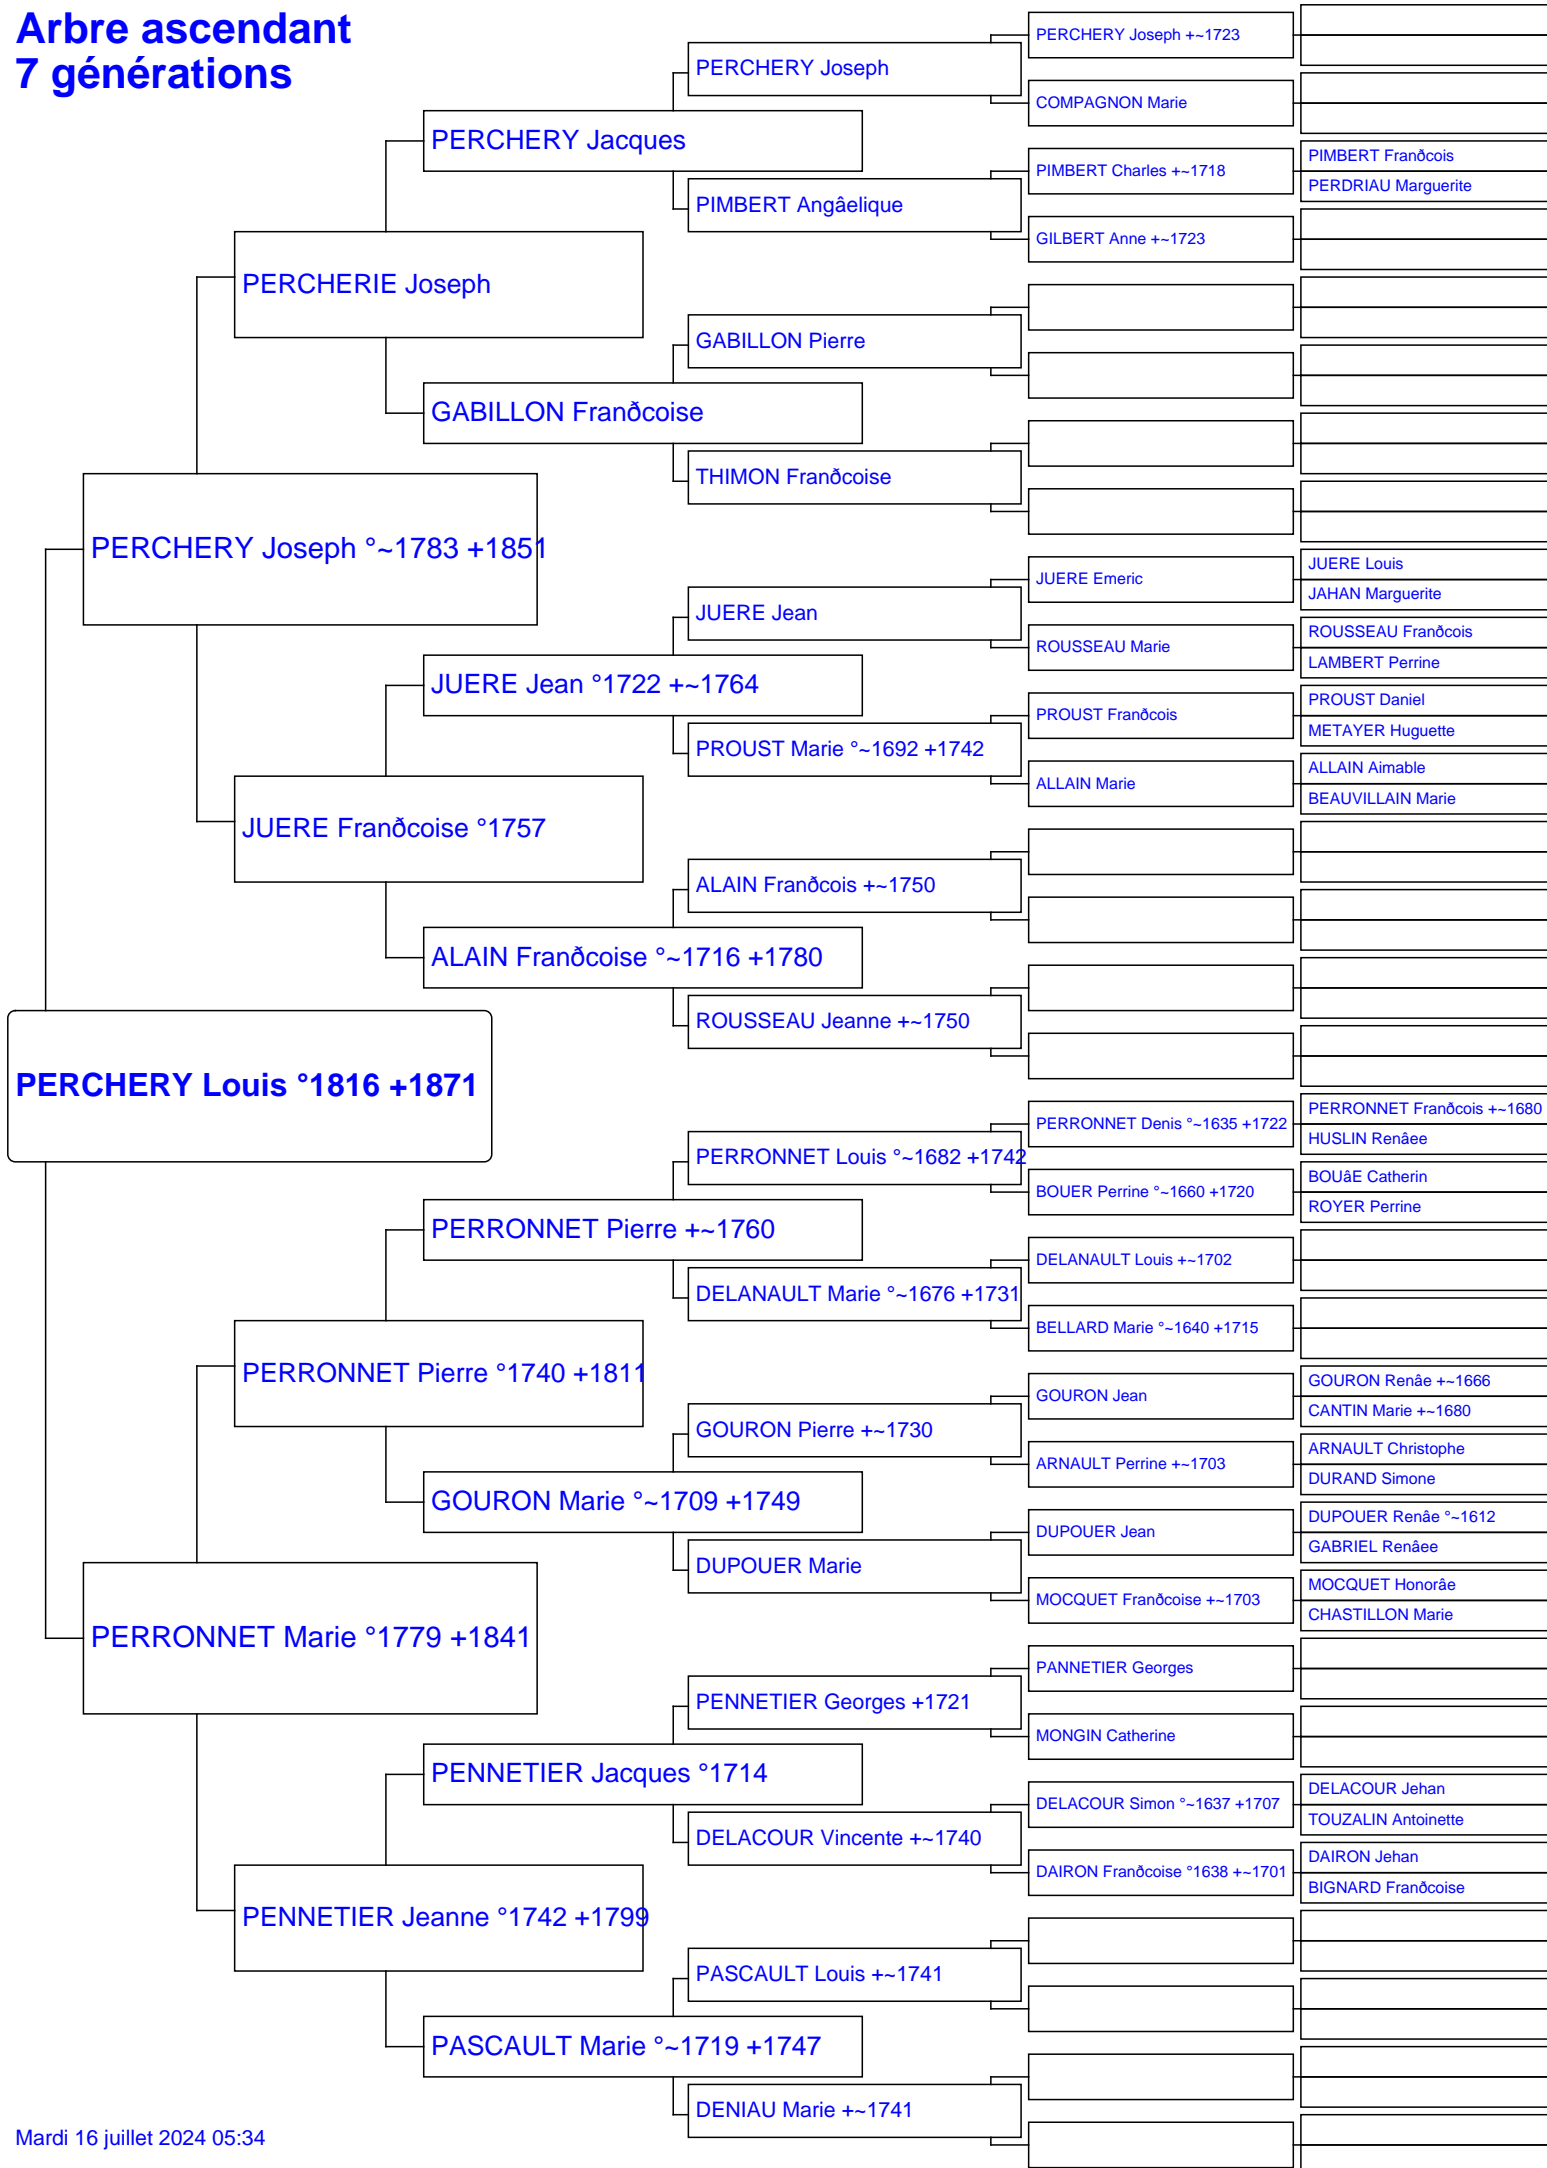 Arbre ascendant
7 générations
PERCHERY Joseph +~1723
PERCHERY Joseph
COMPAGNON Marie
PERCHERY Jacques
PIMBERT Franðcois
PIMBERT Charles +~1718
PERDRIAU Marguerite
PIMBERT Angâelique
GILBERT Anne +~1723
PERCHERIE Joseph
GABILLON Pierre
GABILLON Franðcoise
THIMON Franðcoise
PERCHERY Joseph °~1783 +1851
JUERE Louis
JUERE Emeric
JAHAN Marguerite
JUERE Jean
ROUSSEAU Franðcois
ROUSSEAU Marie
LAMBERT Perrine
JUERE Jean °1722 +~1764
PROUST Daniel
PROUST Franðcois
METAYER Huguette
PROUST Marie °~1692 +1742
ALLAIN Aimable
ALLAIN Marie
BEAUVILLAIN Marie
JUERE Franðcoise °1757
ALAIN Franðcois +~1750
ALAIN Franðcoise °~1716 +1780
ROUSSEAU Jeanne +~1750
PERCHERY Louis °1816 +1871
PERRONNET Franðcois +~1680
PERRONNET Denis °~1635 +1722
HUSLIN Renâee
PERRONNET Louis °~1682 +1742
BOUâE Catherin
BOUER Perrine °~1660 +1720
ROYER Perrine
PERRONNET Pierre +~1760
DELANAULT Louis +~1702
DELANAULT Marie °~1676 +1731
BELLARD Marie °~1640 +1715
PERRONNET Pierre °1740 +1811
GOURON Renâe +~1666
GOURON Jean
CANTIN Marie +~1680
GOURON Pierre +~1730
ARNAULT Christophe
ARNAULT Perrine +~1703
DURAND Simone
GOURON Marie °~1709 +1749
DUPOUER Renâe °~1612
DUPOUER Jean
GABRIEL Renâee
DUPOUER Marie
MOCQUET Honorâe
MOCQUET Franðcoise +~1703
CHASTILLON Marie
PERRONNET Marie °1779 +1841
PANNETIER Georges
PENNETIER Georges +1721
MONGIN Catherine
PENNETIER Jacques °1714
DELACOUR Jehan
DELACOUR Simon °~1637 +1707
TOUZALIN Antoinette
DELACOUR Vincente +~1740
DAIRON Jehan
DAIRON Franðcoise °1638 +~1701
BIGNARD Franðcoise
PENNETIER Jeanne °1742 +1799
PASCAULT Louis +~1741
PASCAULT Marie °~1719 +1747
DENIAU Marie +~1741
Mardi 16 juillet 2024 05:34